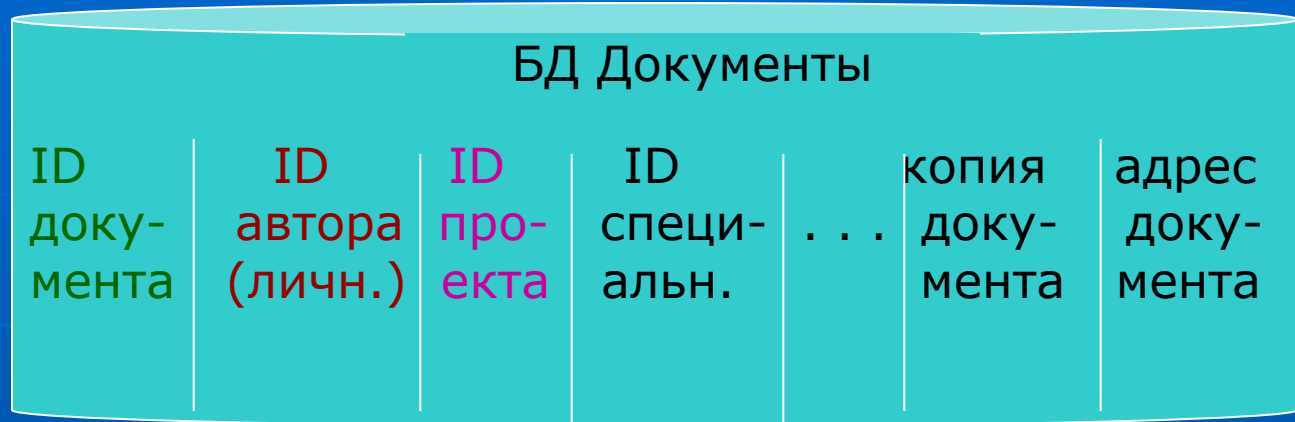 БД Документы
ID ID ID ID копия адрес
доку- автора про- специ- . . . доку- доку-
мента (личн.) екта альн. мента мента